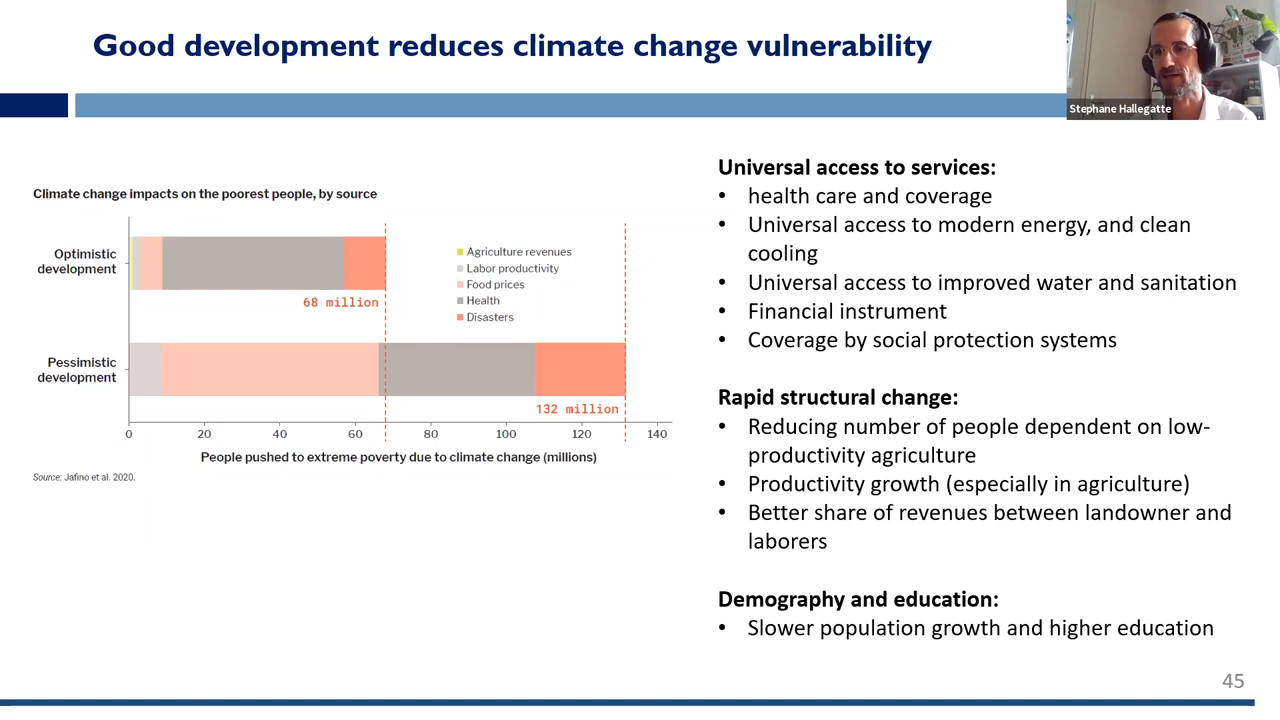 Good development reduces climate change vulnerability
Stephane Hallegatte
Climate change impacts on the poorest people, by source
Optimistic
development
Agriculture revenues
Labor productivity
Food prices
Health
Disasters
68 million
Pessimistic
development
132 million
0 20 40 60 80 100 120 140
People pushed to extreme poverty due to climate change (millions)
Source: Jafino et al. 2020.
Universal access to services:
• health care and coverage
• Universal access to modern energy, and clean
cooling
• Universal access to improved water and sanitation
• Financial instrument
• Coverage by social protection systems
Rapid structural change:
• Reducing number of people dependent on low-
productivity agriculture
• Productivity growth (especially in agriculture)
• Better share of revenues between landowner and
laborers
Demography and education:
• Slower population growth and higher education
45